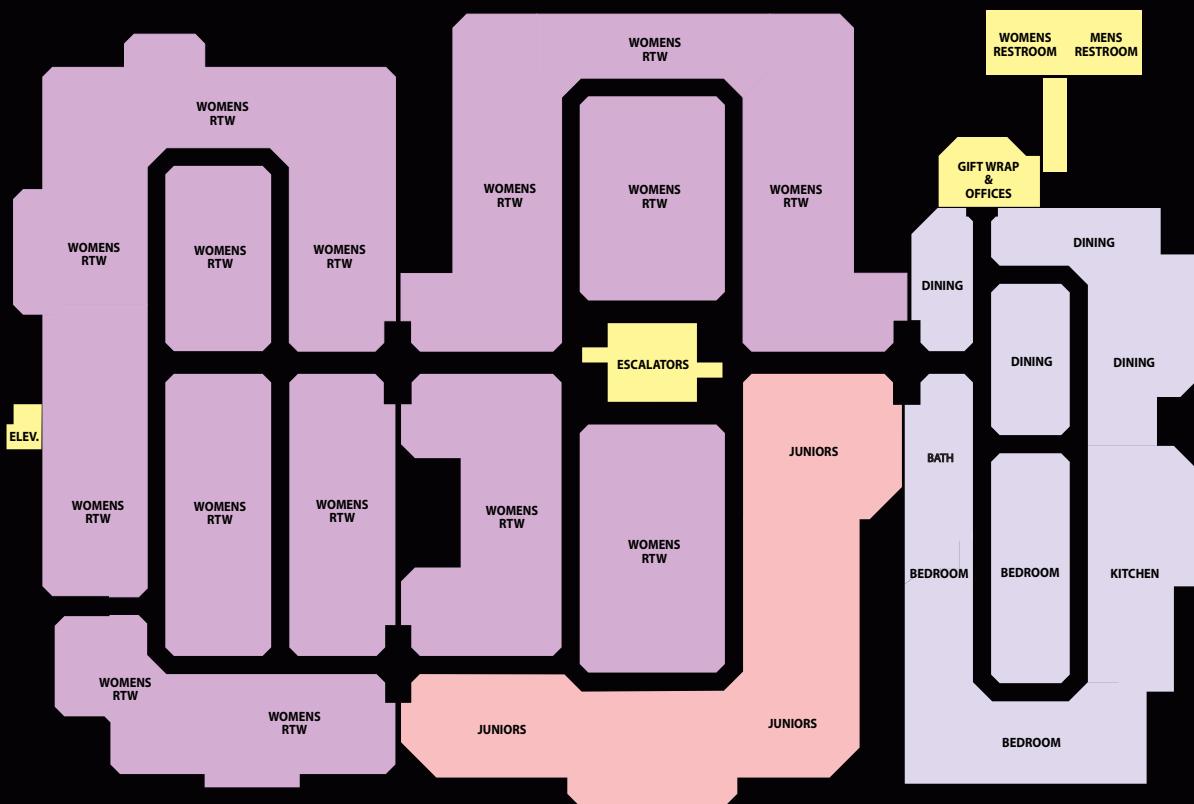 WOMENS
RESTROOM
MENS
RESTROOM
WOMENS
RTW
WOMENS
RTW
GIFT WRAP
&
OFFICES
WOMENS
RTW
WOMENS
RTW
WOMENS
RTW
WOMENS
RTW
WOMENS
RTW
WOMENS
RTW
DINING
DINING
ESCALATORS
DINING
DINING
ELEV.
JUNIORS
BATH
WOMENS
RTW
WOMENS
RTW
WOMENS
RTW
WOMENS
RTW
WOMENS
RTW
BEDROOM
BEDROOM
KITCHEN
WOMENS
RTW
WOMENS
RTW
JUNIORS
JUNIORS
BEDROOM